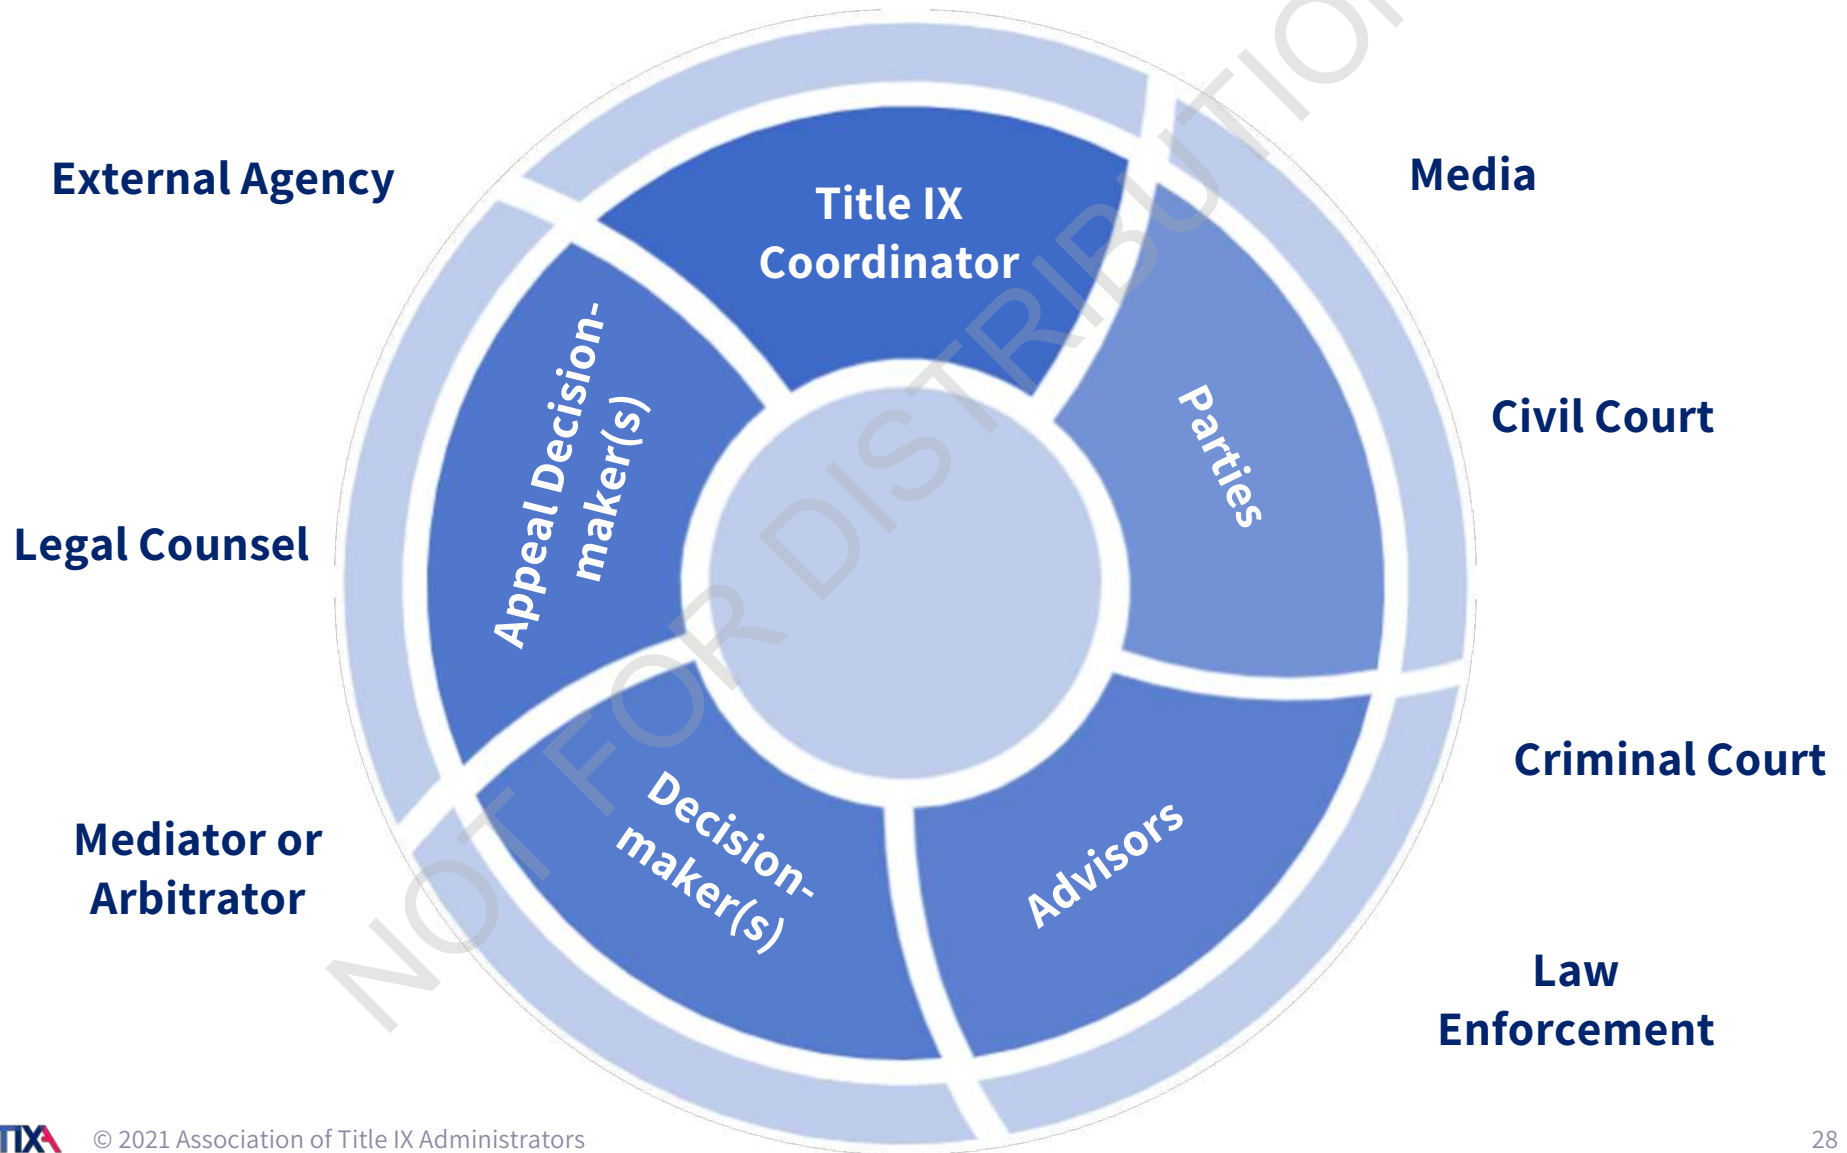 External Agency
Media
Title IX
Coordinator
Appeal Decision-
maker(s)
Parties
Civil Court
Legal Counsel
Criminal Court
Mediator or
Arbitrator
Decision-
maker(s)
Advisors
Law
Enforcement
NOT FOR DISTRIBUTION
TIXA
© 2021 Association of Title IX Administrators
28